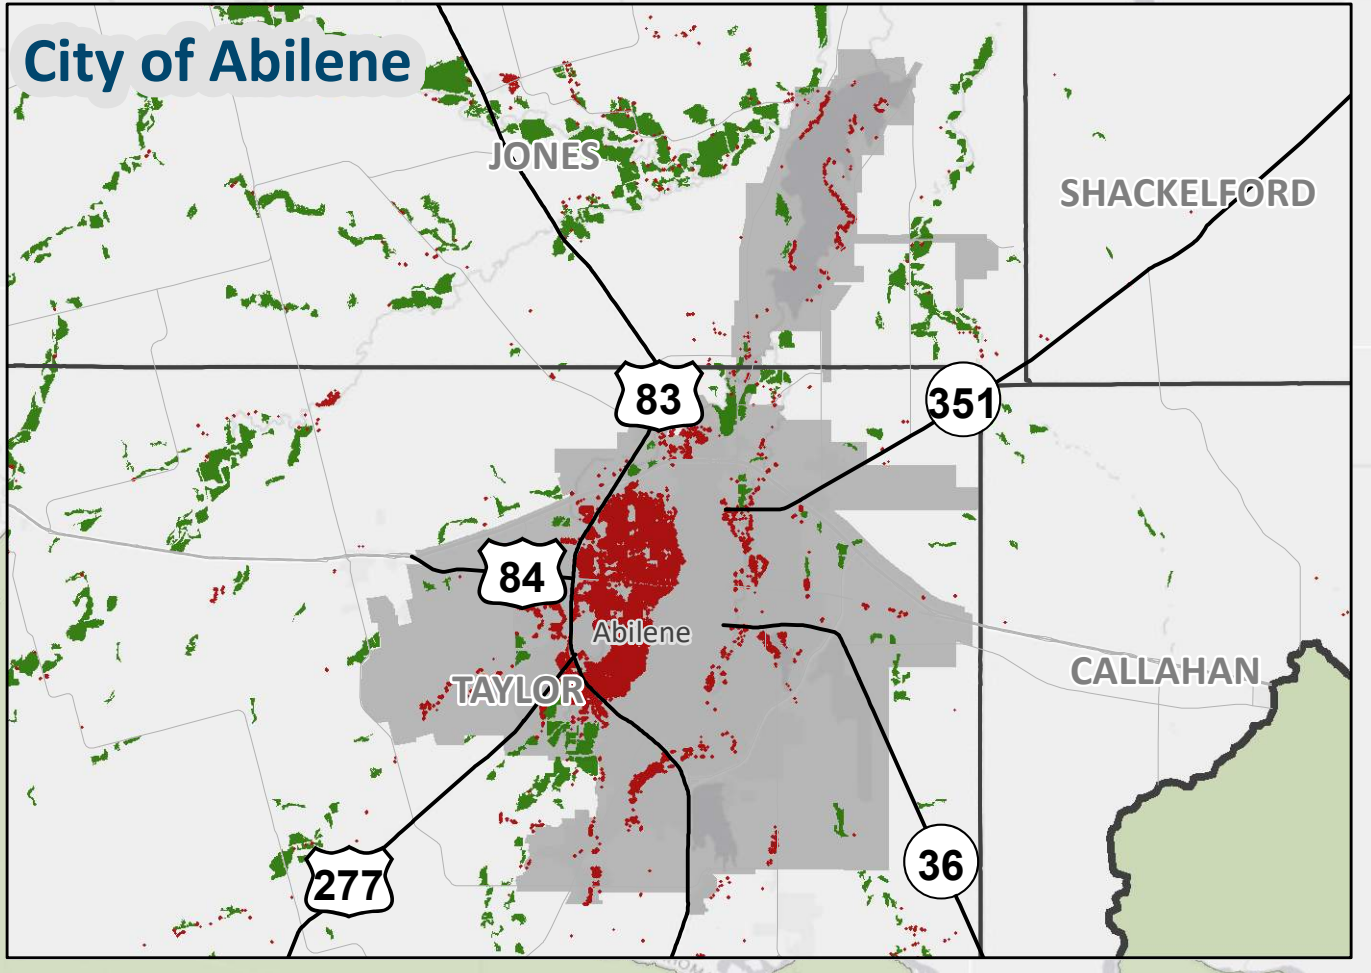 City of Abilene
JONES
SHACKELFORD
83
351
84
Abilene
CALLAHAN
TAYLOR
36
277